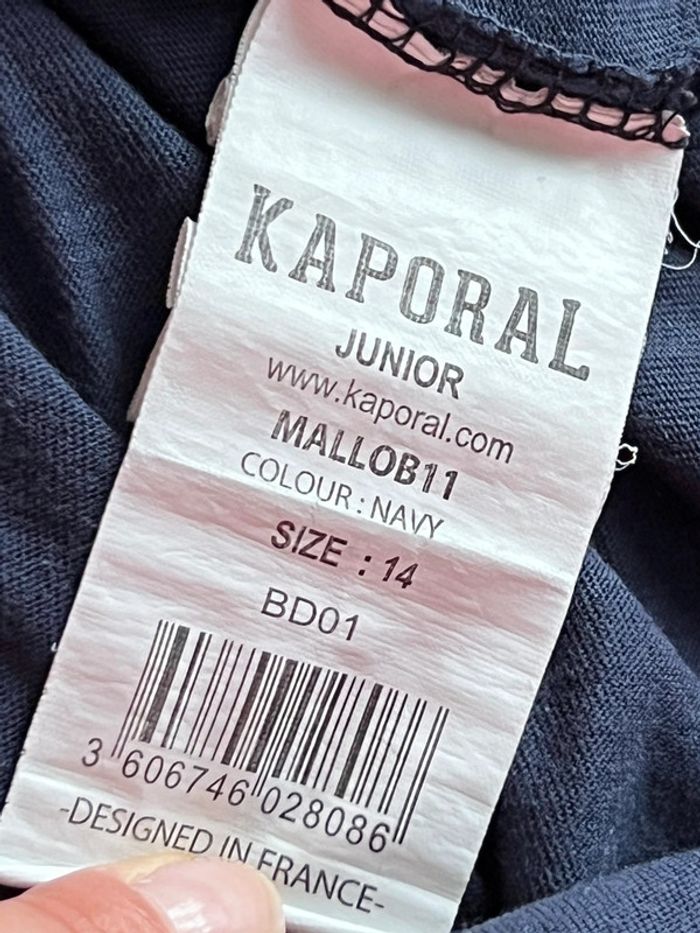 KAPORAL
JUNIOR
www.kaporal.com
MALLOB11
COLOUR : NAVY
SIZE : 14
BD01
3 606746 028086
-DESIGNED IN FRANCE-